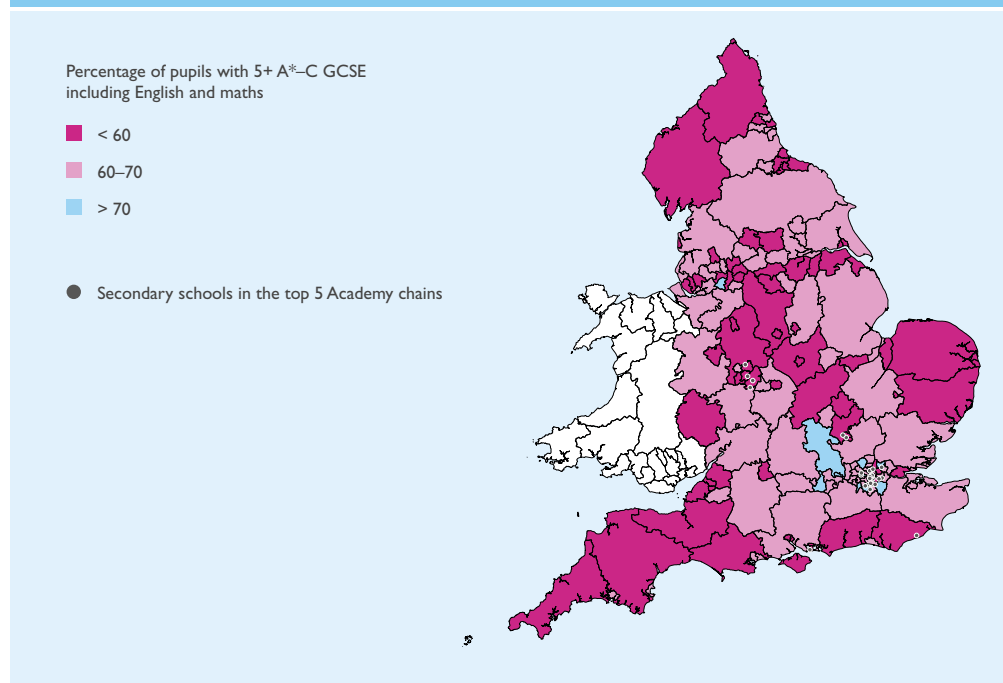 Percentage of pupils with 5+ A*–C GCSE
including English and maths
< 60
60–70
> 70
Secondary schools in the top 5 Academy chains